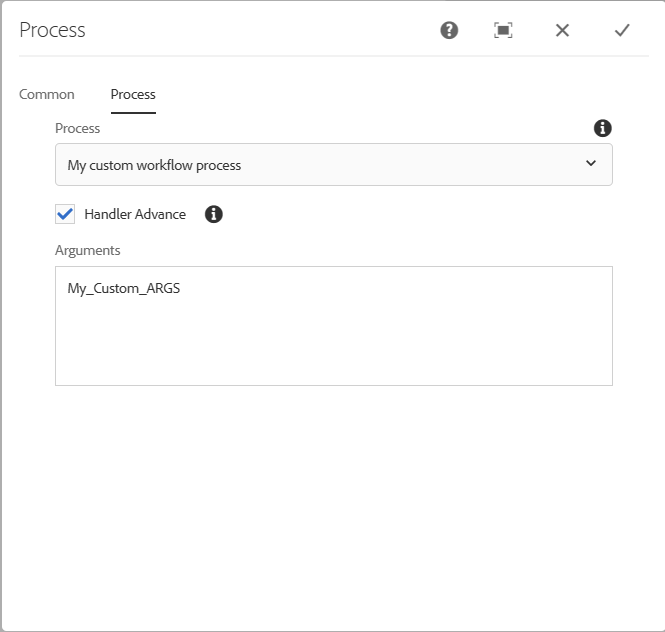 Process
Common Process
Process
My custom workflow process
Handler Advance
Arguments
My_Custom_ARGS